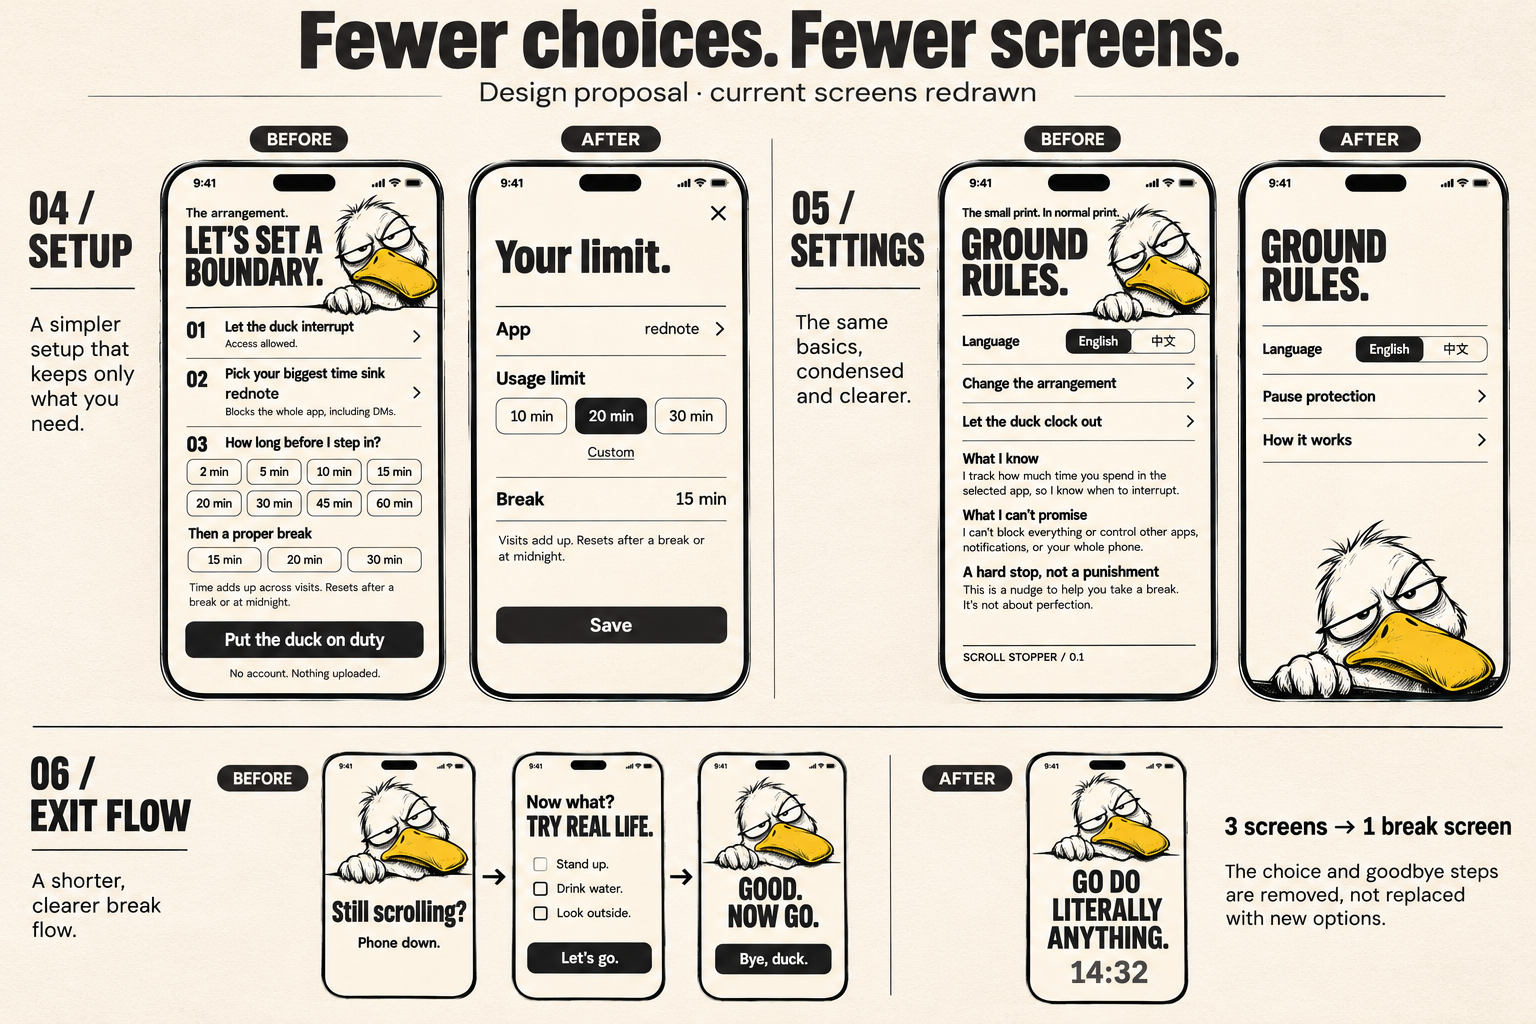 Fewer choices. Fewer screens.
Design proposal · current screens redrawn
04 /
SETUP
A simpler
setup that
keeps only
what you
need.
BEFORE
9:41
The arrangement.
LET'S SET A
BOUNDARY.
01 Let the duck interrupt
Access allowed.
02 Pick your biggest time sink
rednote
Blocks the whole app, including DMs.
03 How long before I step in?
2 min 5 min 10 min 15 min
20 min 30 min 45 min 60 min
Then a proper break
15 min 20 min 30 min
Time adds up across visits. Resets after a
break or at midnight.
Put the duck on duty
No account. Nothing uploaded.
AFTER
9:41
Your limit.
App rednote
Usage limit
10 min 20 min 30 min
Custom
Break 15 min
Visits add up. Resets after a break or
at midnight.
Save
05 /
SETTINGS
The same
basics,
condensed
and clearer.
BEFORE
9:41
The small print. In normal print.
GROUND
RULES.
Language English 中文
Change the arrangement
Let the duck clock out
What I know
I track how much time you spend in the
selected app, so I know when to interrupt.
What I can't promise
I can't block everything or control other apps,
notifications, or your whole phone.
A hard stop, not a punishment
This is a nudge to help you take a break.
It's not about perfection.
SCROLL STOPPER / 0.1
AFTER
9:41
GROUND
RULES.
Language English 中文
Pause protection
How it works
06 /
EXIT FLOW
A shorter,
clearer break
flow.
BEFORE
9:41
Still scrolling?
Phone down.
→
9:41
Now what?
TRY REAL LIFE.
Stand up.
Drink water.
Look outside.
Let's go.
→
9:41
GOOD.
NOW GO.
Bye, duck.
AFTER
9:41
GO DO
LITERALLY
ANYTHING.
14:32
3 screens → 1 break screen
The choice and goodbye steps
are removed, not replaced
with new options.